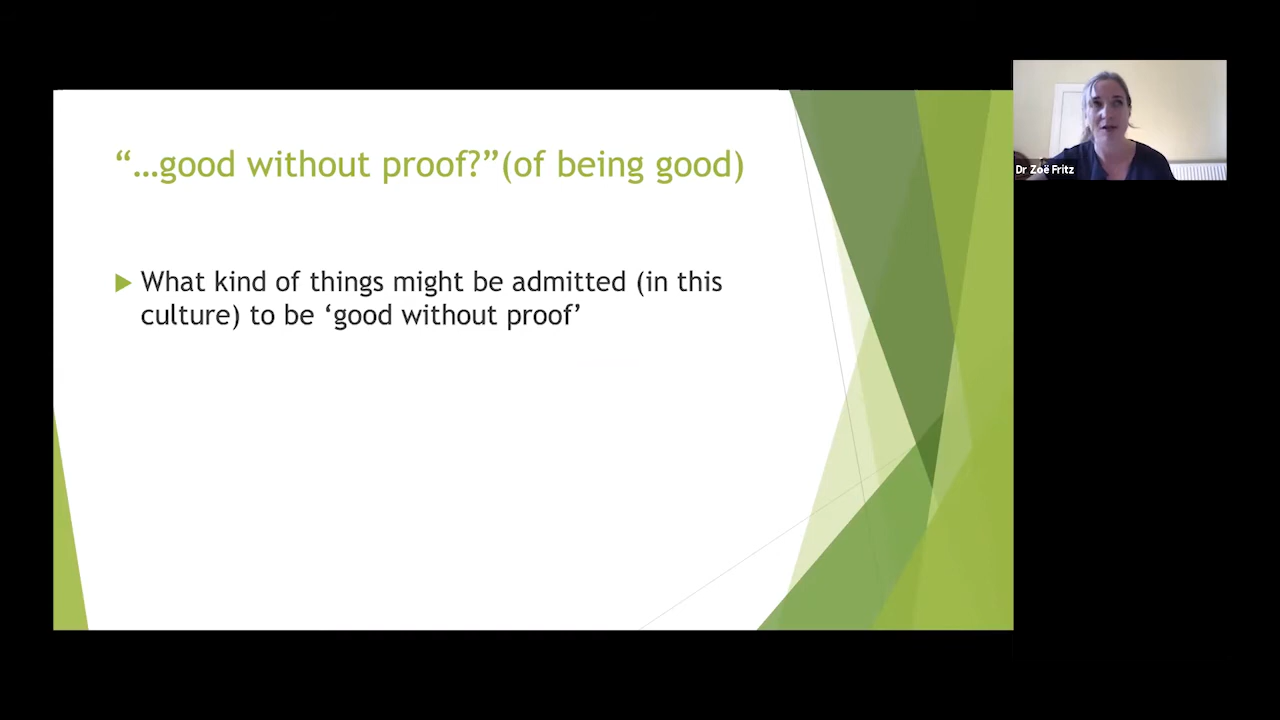 “…good without proof?”(of being good)
What kind of things might be admitted (in this
culture) to be ‘good without proof’
Dr Zoë Fritz